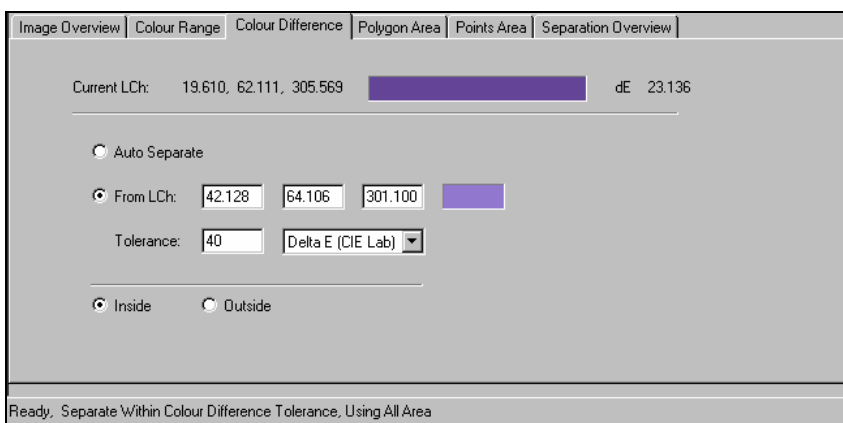 Image Overview Colour Range Colour Difference Polygon Area Points Area Separation Overview
Current LCh: 19.610, 62.111, 305.569 dE 23.136
Auto Separate
From LCh: 42.128 64.106 301.100
Tolerance: 40 Delta E (CIE Lab)
Inside Outside
Ready, Separate Within Colour Difference Tolerance, Using All Area